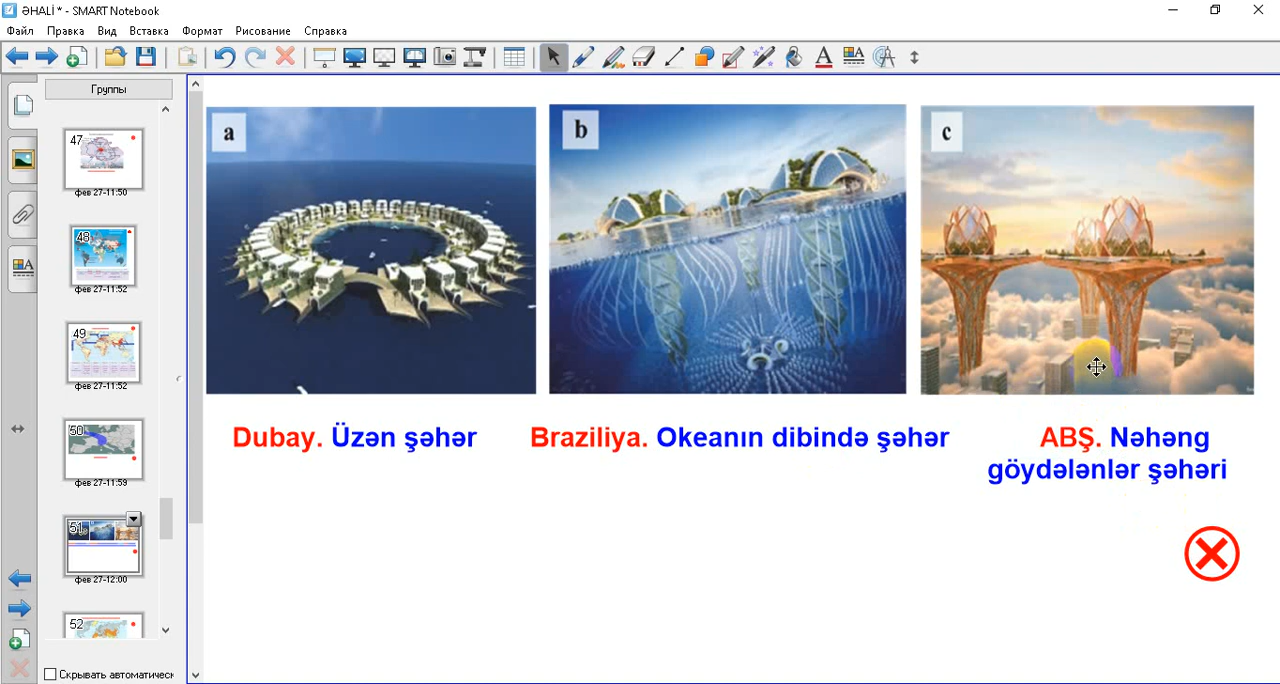 ƏHALİ * - SMART Notebook
Файл Правка Вид Вставка Формат Рисование Справка
Группы
47
фев 27-11:50
48
фев 27-11:52
49
фев 27-11:52
50
фев 27-11:59
51
фев 27-12:00
52
Скрывать автоматичесн
a
b
c
Dubay. Üzən şəhər
Braziliya. Okeanın dibində şəhər
ABŞ. Nəhəng
göydələnlər şəhəri